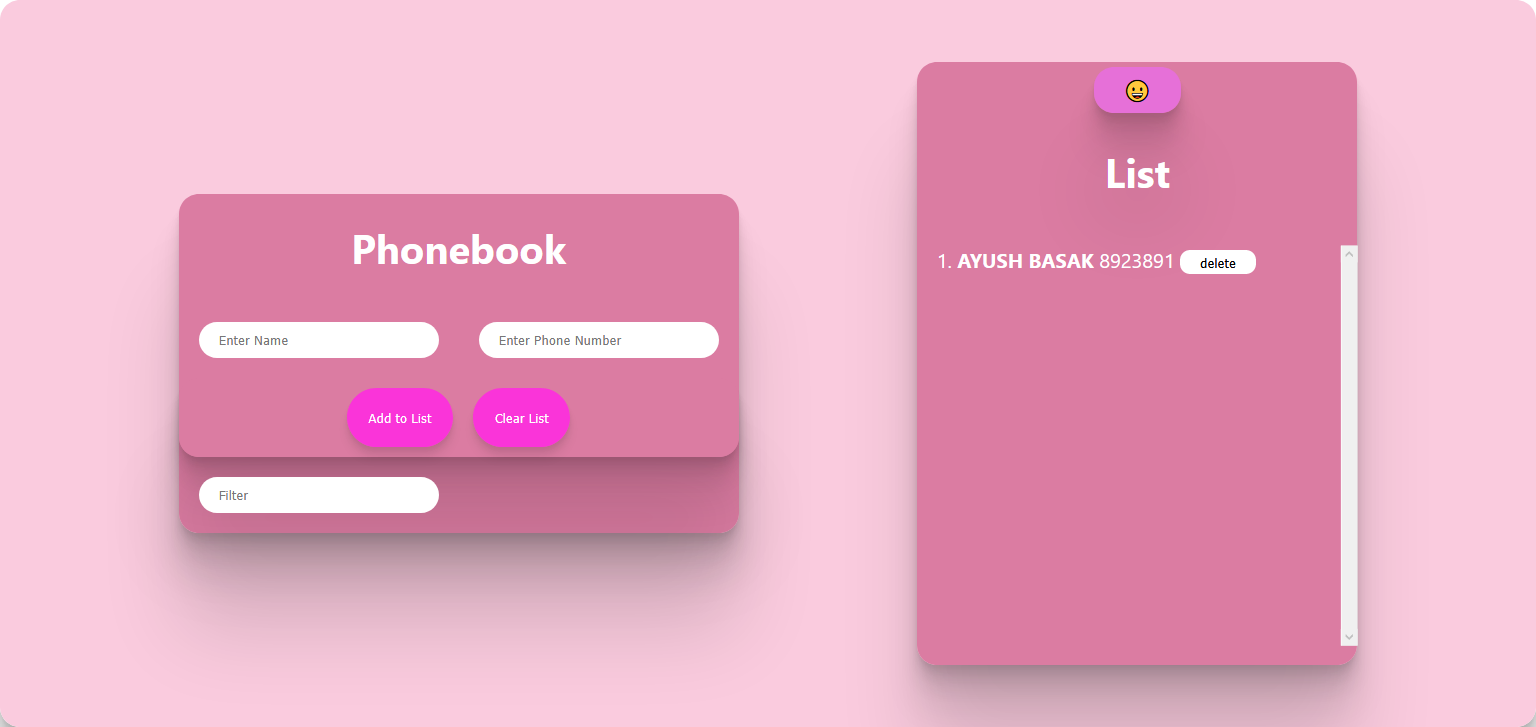 Phonebook
Enter Name
Enter Phone Number
Add to List
Clear List
Filter
List
1. AYUSH BASAK 8923891 delete